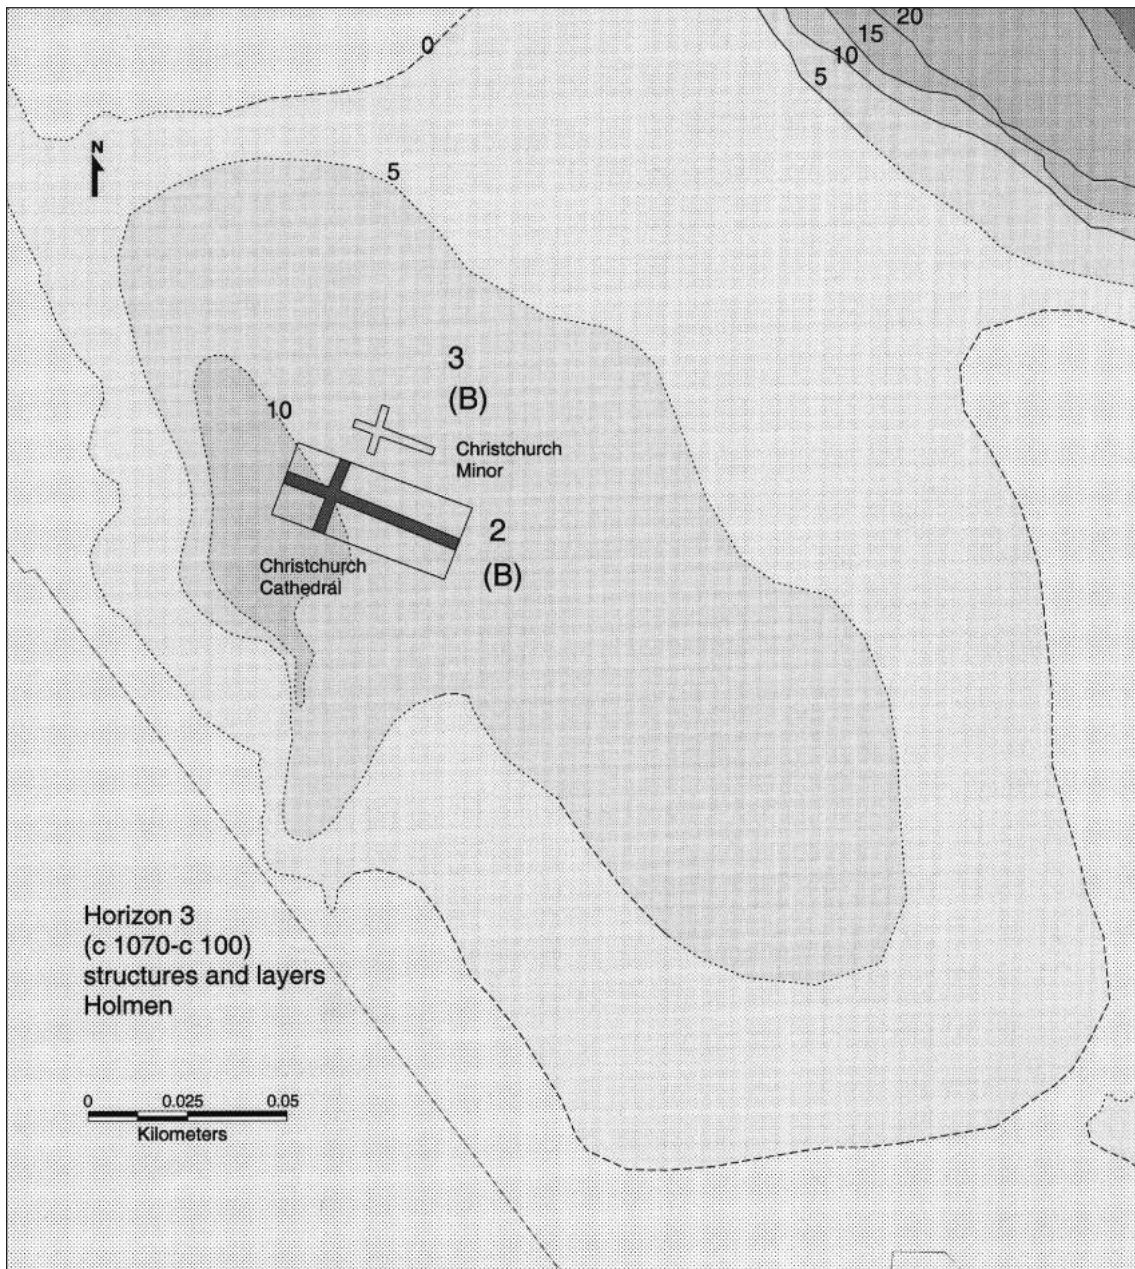 0
20
15
10
5
N
5
3
(B)
10
Christchurch
Minor
2
(B)
Christchurch
Cathedral
Horizon 3
(c 1070-c 100)
structures and layers
Holmen
0 0.025 0.05
Kilometers